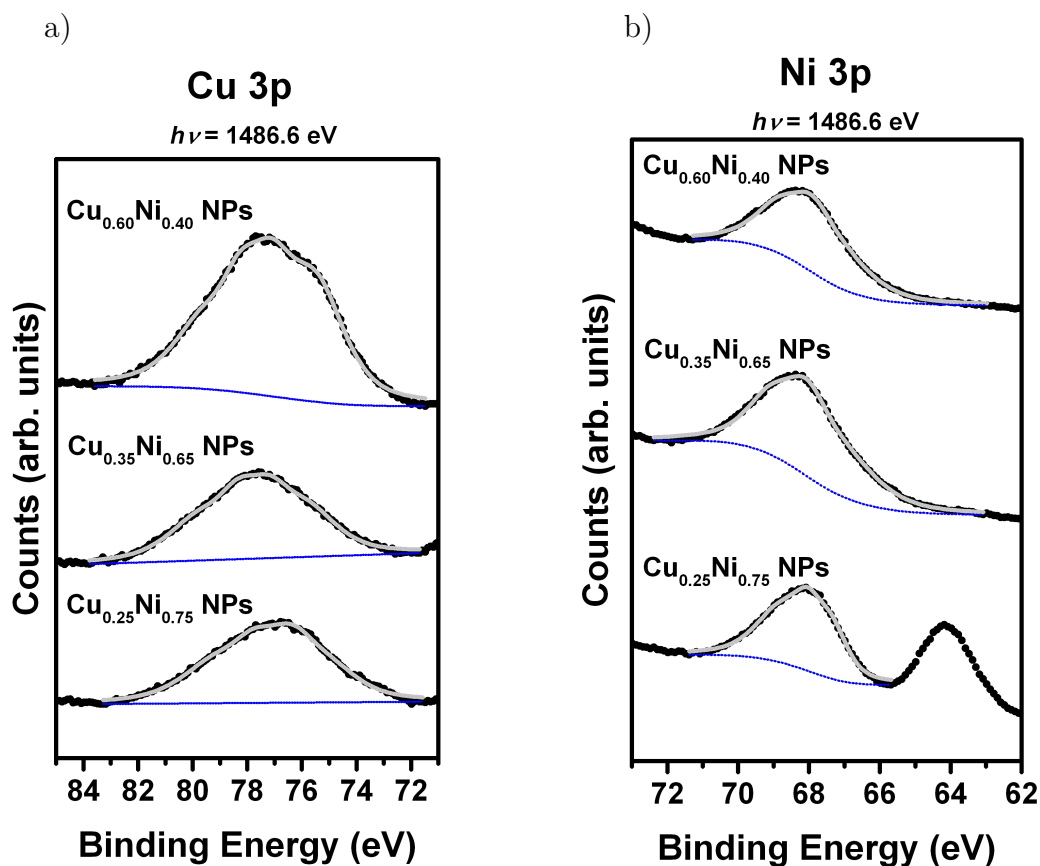 a)
Cu 3p
hν = 1486.6 eV
Cu0.60Ni0.40 NPs
Cu0.35Ni0.65 NPs
Cu0.25Ni0.75 NPs
Counts (arb. units)
84 82 80 78 76 74 72
Binding Energy (eV)
b)
Ni 3p
hν = 1486.6 eV
Cu0.60Ni0.40 NPs
Cu0.35Ni0.65 NPs
Cu0.25Ni0.75 NPs
Counts (arb. units)
72 70 68 66 64 62
Binding Energy (eV)